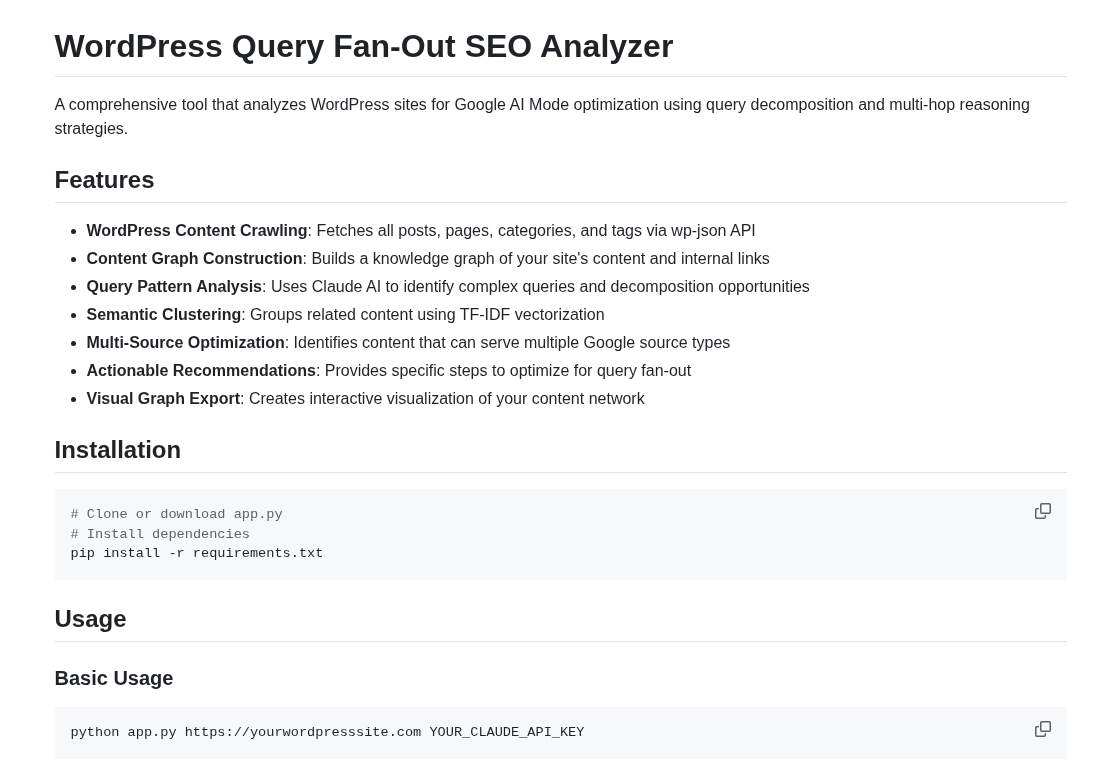 WordPress Query Fan-Out SEO Analyzer
A comprehensive tool that analyzes WordPress sites for Google AI Mode optimization using query decomposition and multi-hop reasoning
strategies.
Features
WordPress Content Crawling: Fetches all posts, pages, categories, and tags via wp-json API
Content Graph Construction: Builds a knowledge graph of your site's content and internal links
Query Pattern Analysis: Uses Claude AI to identify complex queries and decomposition opportunities
Semantic Clustering: Groups related content using TF-IDF vectorization
Multi-Source Optimization: Identifies content that can serve multiple Google source types
Actionable Recommendations: Provides specific steps to optimize for query fan-out
Visual Graph Export: Creates interactive visualization of your content network
Installation
# Clone or download app.py
# Install dependencies
pip install -r requirements.txt
Usage
Basic Usage
python app.py https://yourwordpresssite.com YOUR_CLAUDE_API_KEY